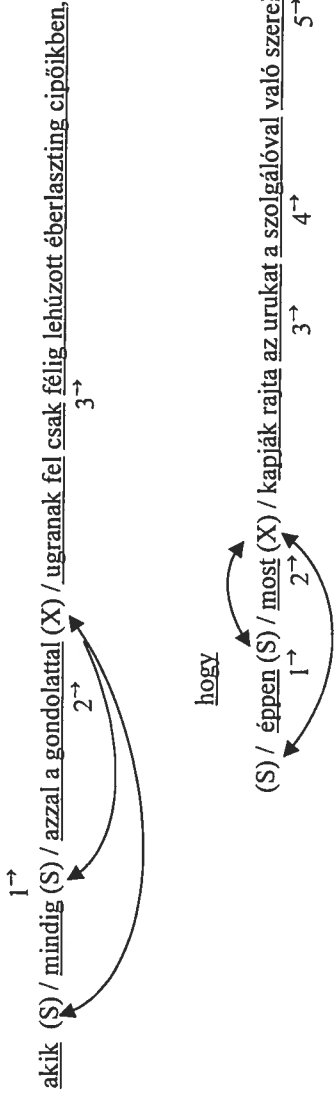 1→
akik (S) / mindig (S) / azzal a gondolattal (X) / ugranak fel csak félig lehúzott éberlaszting cipőikben,
2→ 3→
hogy
(S) / éppen (S) / most (X) / kapják rajta az urukat a szolgálóval való
1→ 2→ 3→ 4→ 5→